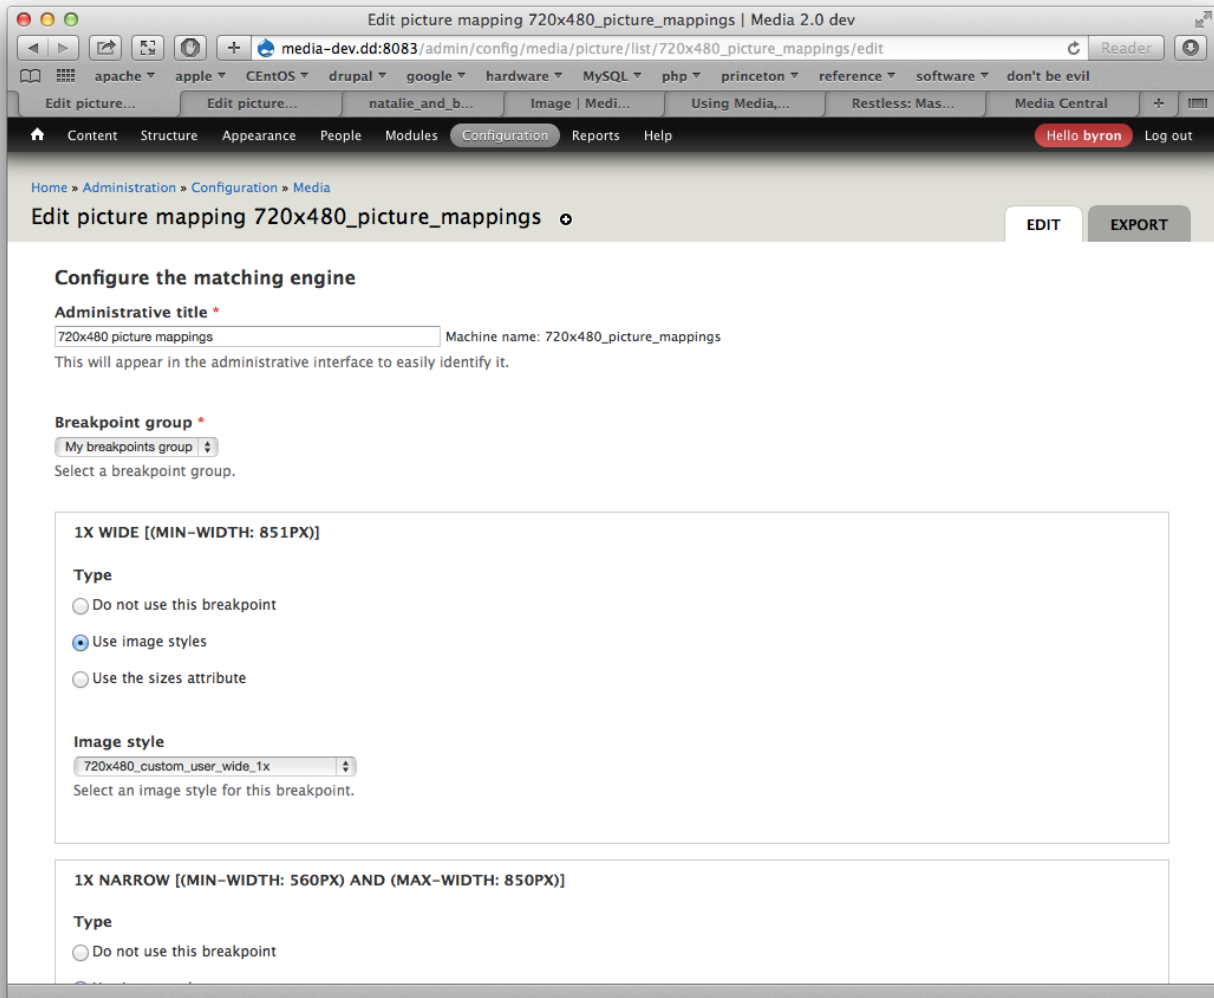 Edit picture mapping 720x480_picture_mappings | Media 2.0 dev
media-dev.dd:8083/admin/config/media/picture/list/720x480_picture_mappings/edit
Reader
apache apple CEntOS drupal google hardware MySQL php princeton reference software don't be evil
Edit picture... Edit picture... natalie_and_b... Image | Medi... Using Media,... Restless: Mas... Media Central
Content Structure Appearance People Modules Configuration Reports Help Hello byron Log out
Home » Administration » Configuration » Media
Edit picture mapping 720x480_picture_mappings
EDIT EXPORT
Configure the matching engine
Administrative title *
720x480 picture mappings Machine name: 720x480_picture_mappings
This will appear in the administrative interface to easily identify it.
Breakpoint group *
My breakpoints group
Select a breakpoint group.
1X WIDE [(MIN-WIDTH: 851PX)]
Type
Do not use this breakpoint
Use image styles
Use the sizes attribute
Image style
720x480_custom_user_wide_1x
Select an image style for this breakpoint.
1X NARROW [(MIN-WIDTH: 560PX) AND (MAX-WIDTH: 850PX)]
Type
Do not use this breakpoint